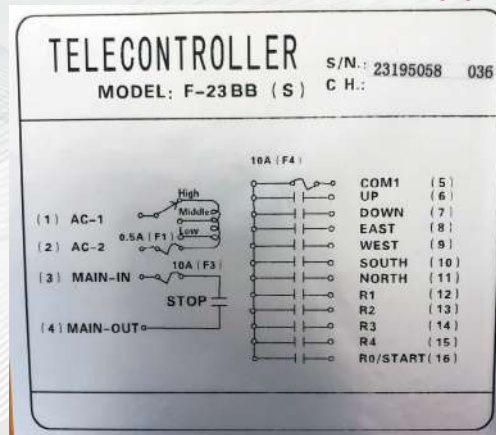 TELECONTROLLER
MODEL: F-23BB (S)
S/N.: 23195058 036
C H.:
10A (F4)
High
Middle
Low
(1) AC-1
(2) AC-2 0.5A (F1)
(3) MAIN-IN 10A (F3)
STOP
(4) MAIN-OUT
COM1 (5)
UP (6)
DOWN (7)
EAST (8)
WEST (9)
SOUTH (10)
NORTH (11)
R1 (12)
R2 (13)
R3 (14)
R4 (15)
R0/START (16)